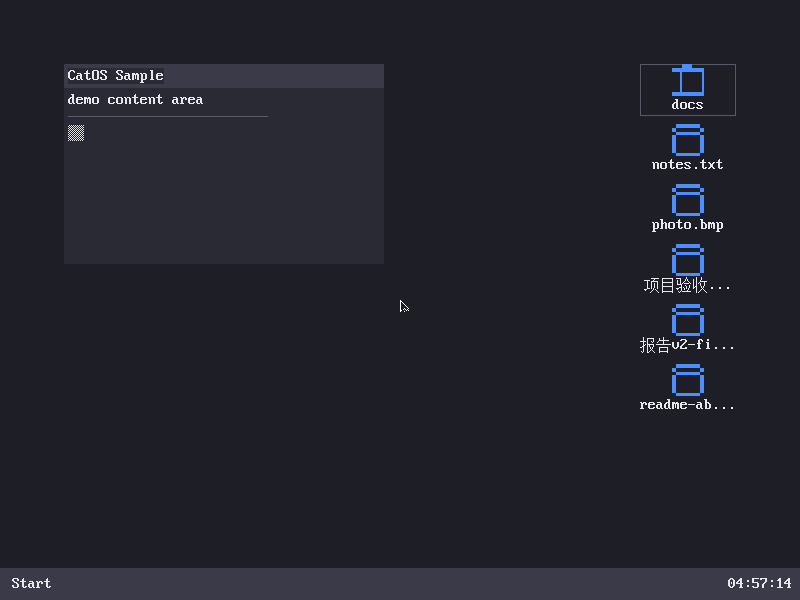 CatOS Sample
demo content area
docs
notes.txt
photo.bmp
项目验收...
报告v2-fi...
readme-ab...
Start
04:57:14